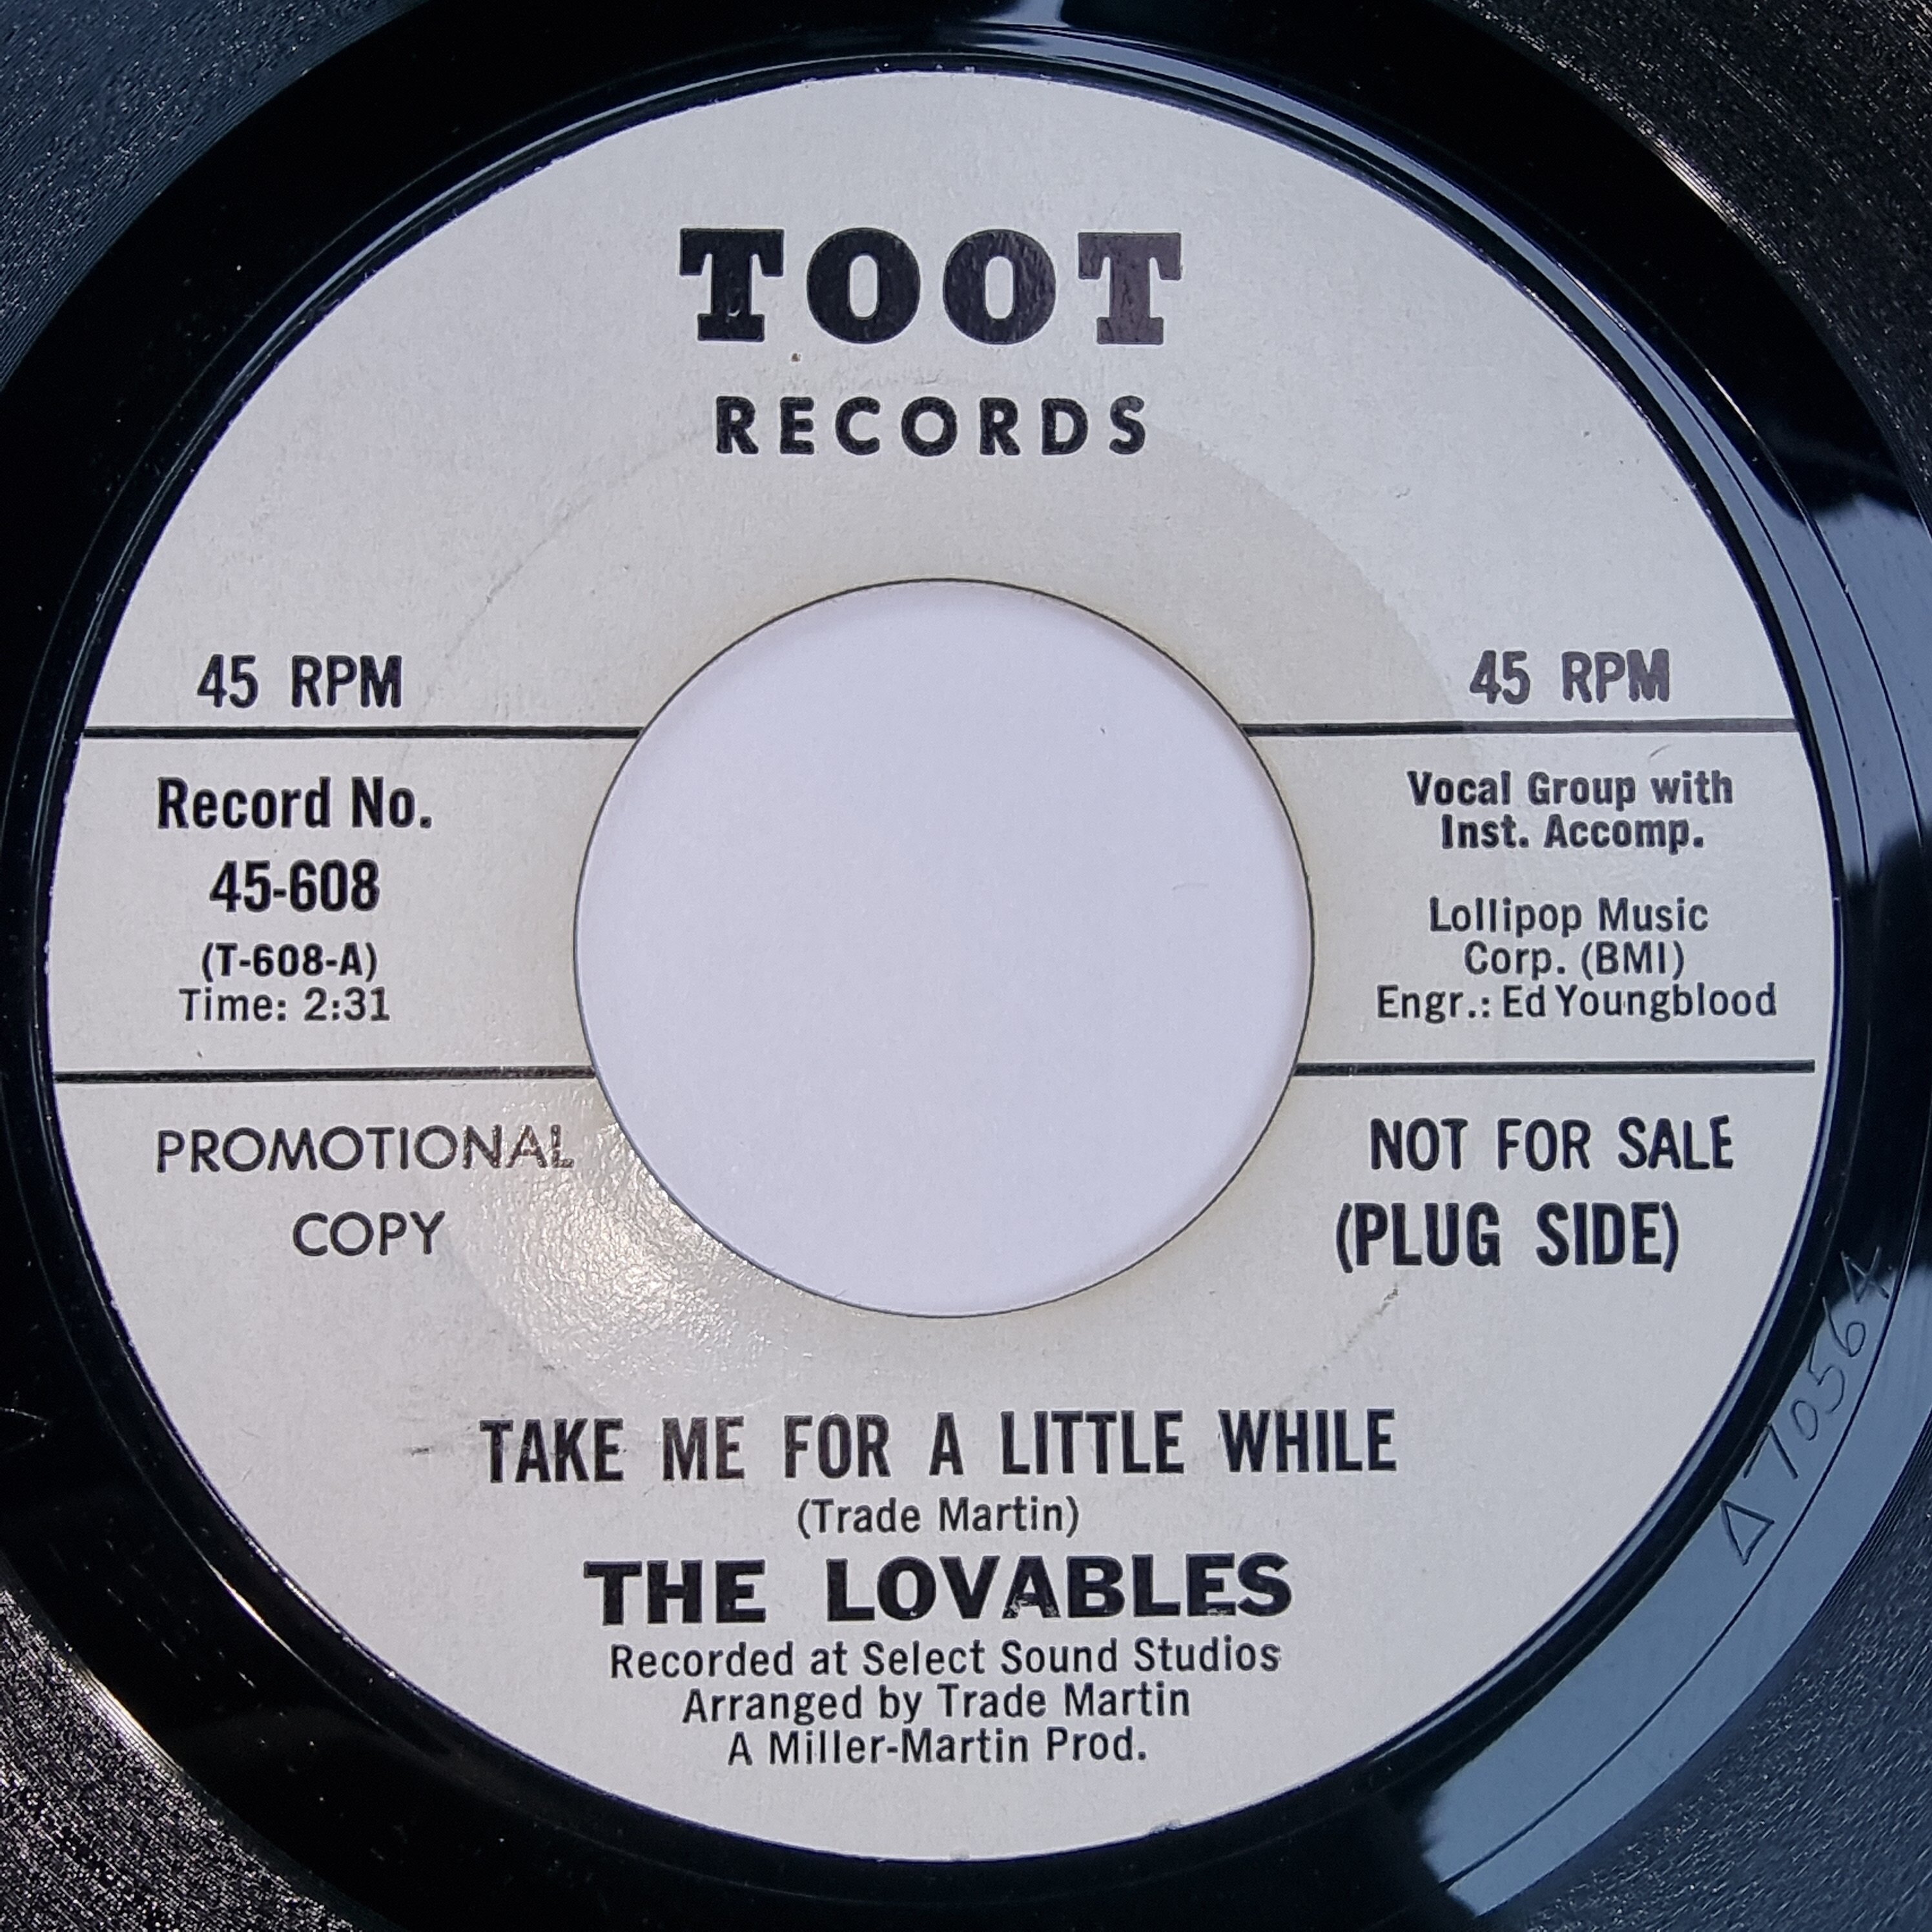 TOOT
RECORDS
45 RPM
45 RPM
Record No.
45-608
(T-608-A)
Time: 2:31
Vocal Group with
Inst. Accomp.
Lollipop Music
Corp. (BMI)
Engr.: Ed Youngblood
PROMOTIONAL
COPY
NOT FOR SALE
(PLUG SIDE)
TAKE ME FOR A LITTLE WHILE
(Trade Martin)
THE LOVABLES
Recorded at Select Sound Studios
Arranged by Trade Martin
A Miller-Martin Prod.
Δ70564